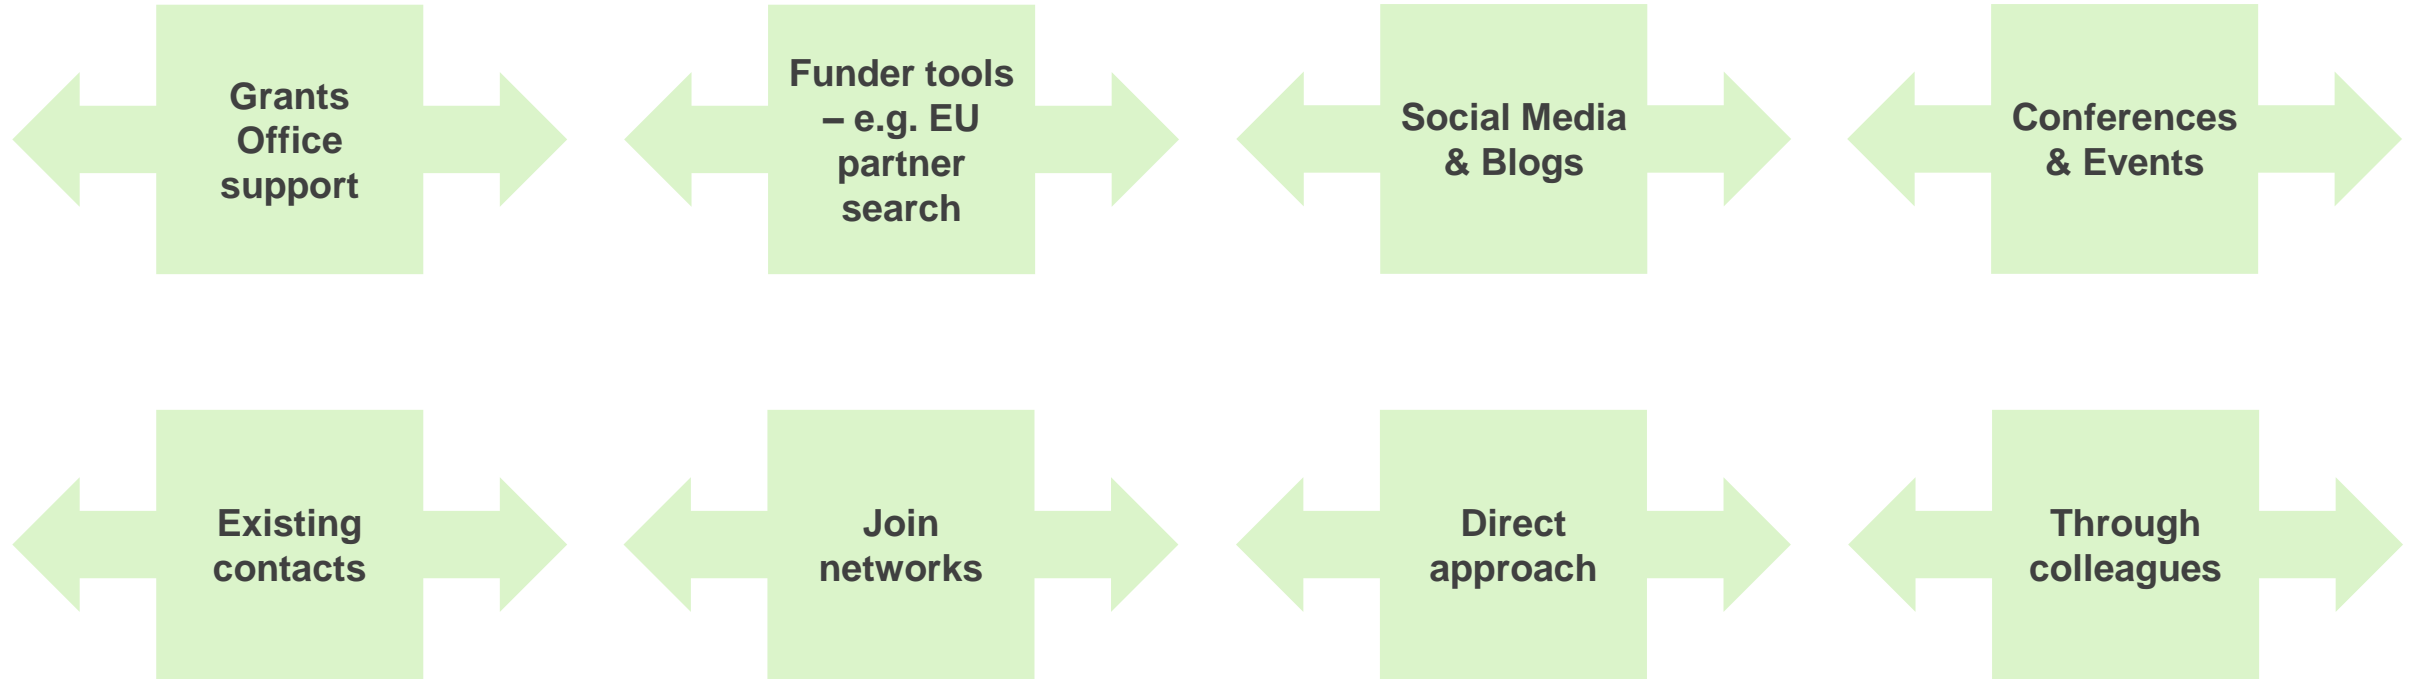 Grants
Office
support
Funder tools
– e.g. EU
partner
search
Social Media
& Blogs
Conferences
& Events
Existing
contacts
Join
networks
Direct
approach
Through
colleagues